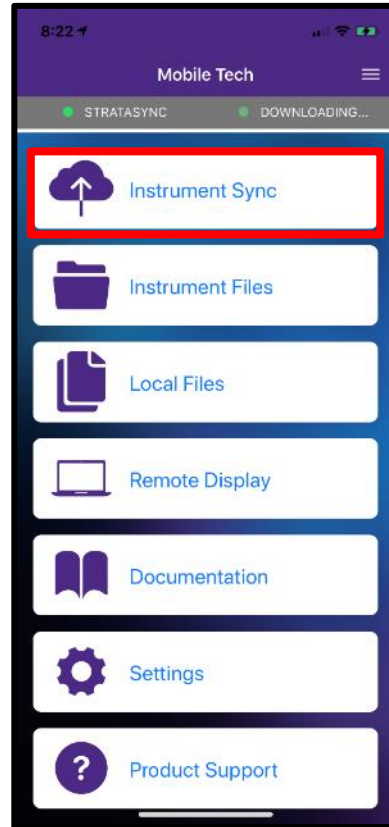 8:22
Mobile Tech
STRATASYNC DOWNLOADING...
Instrument Sync
Instrument Files
Local Files
Remote Display
Documentation
Settings
? Product Support